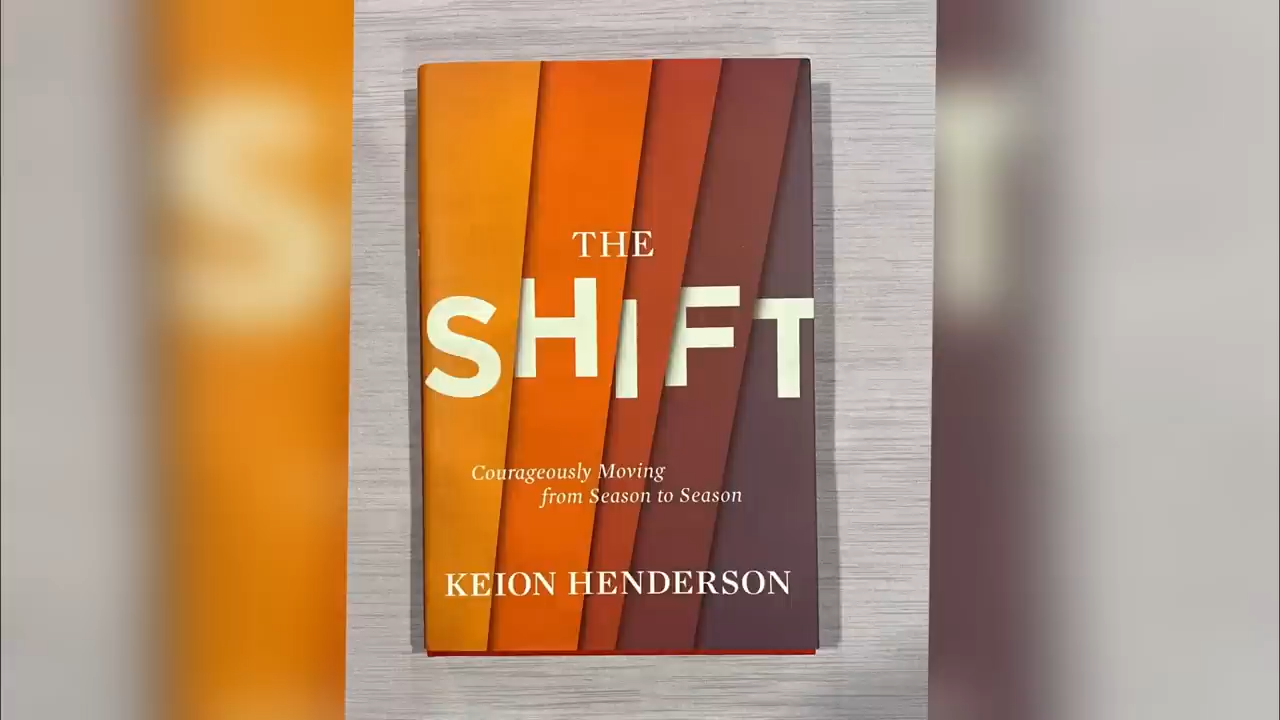 THE
SHIFT
Courageously Moving
from Season to Season
KEION HENDERSON